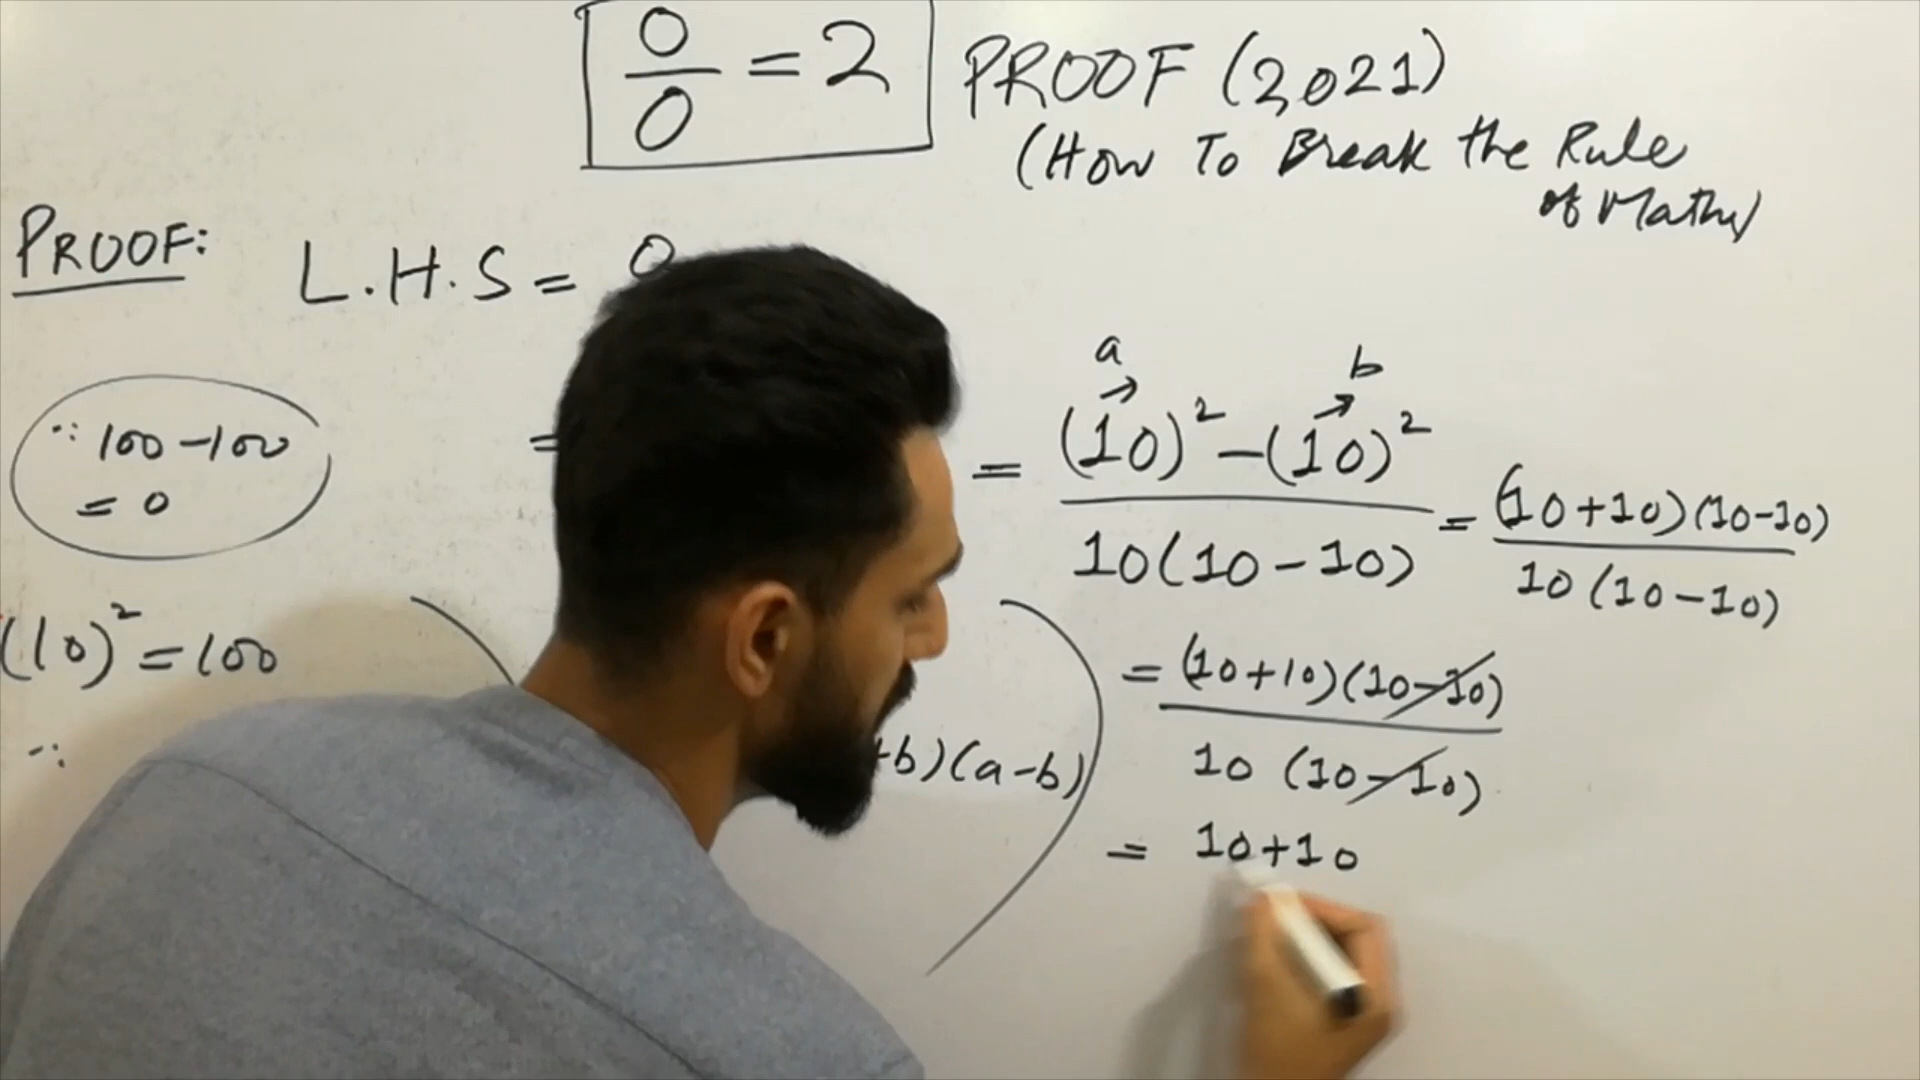 0/0 = 2 PROOF (2021)
(How To Break the Rule
of Maths)
PROOF: L.H.S = 0
∵ 100-100
= 0
=
= (10)² - (10)² / 10(10-10)
a → b →
= (10+10)(10-10) / 10(10-10)
(10)² = 100
= (10+10)(10-10) / 10 (10-10)
∵ +b)(a-b)
= 10+10